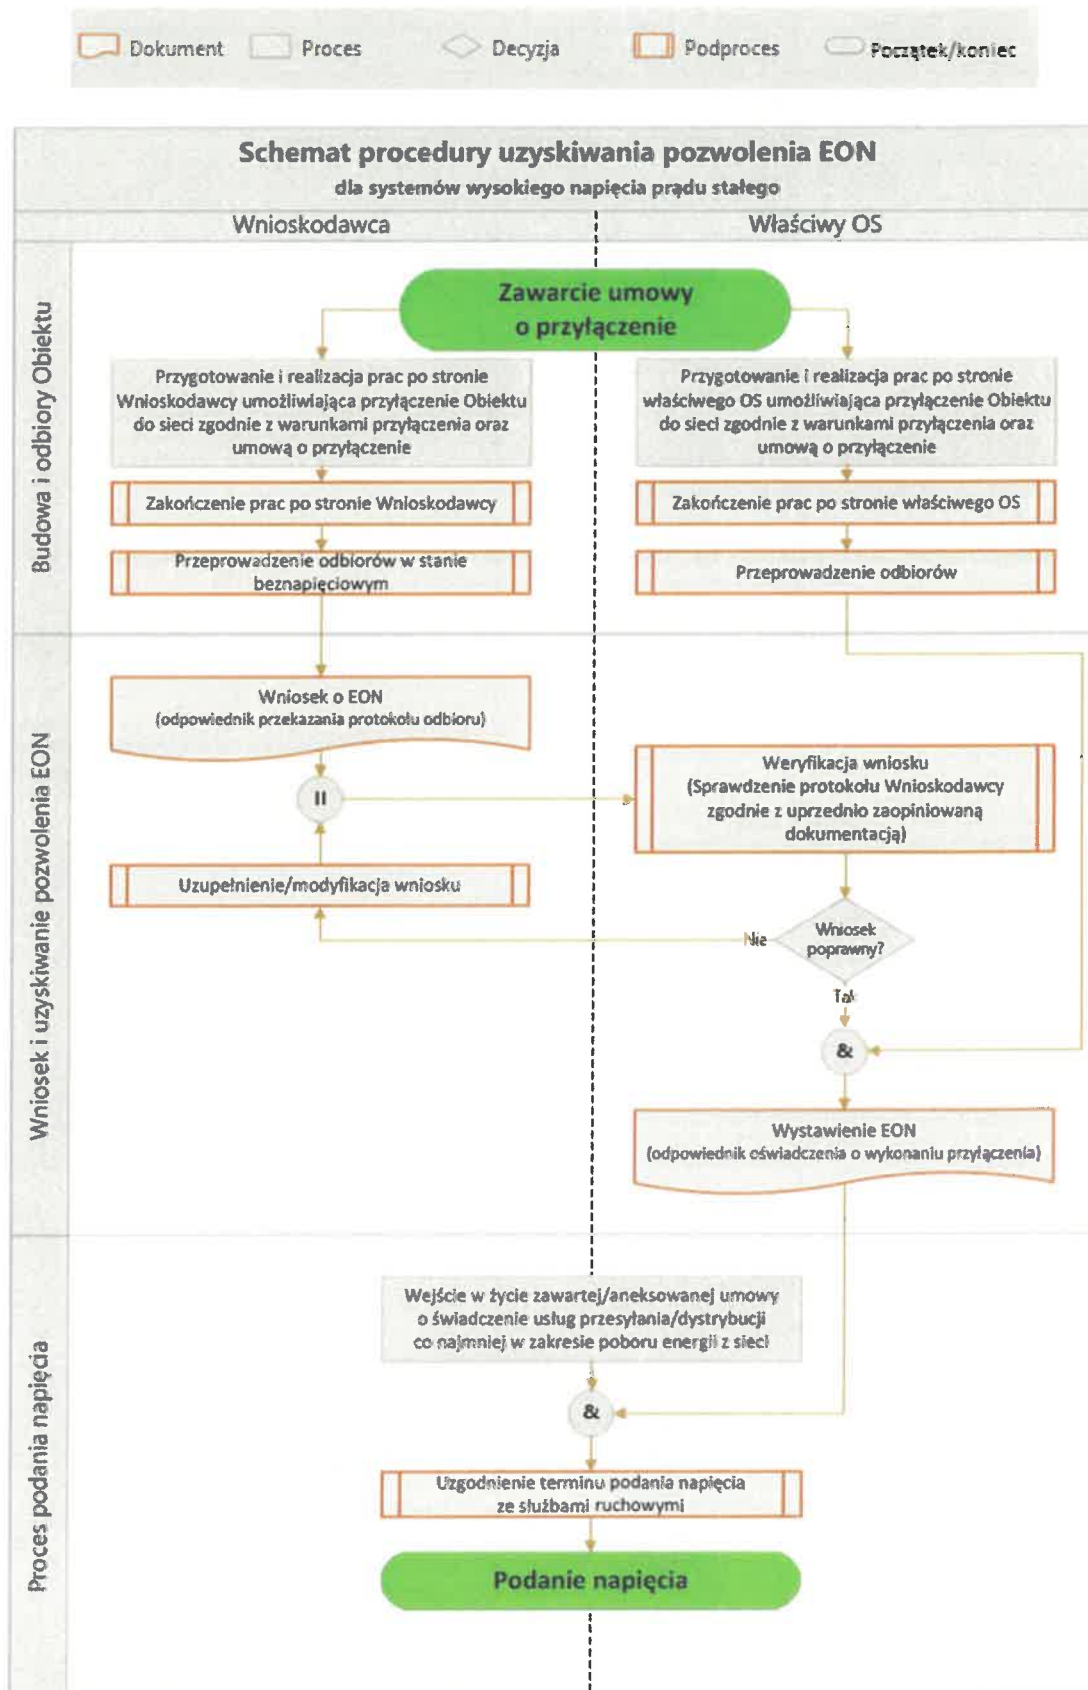 Dokument Proces Decyzja Podproces Początek/koniec
Schemat procedury uzyskiwania pozwolenia EON
dla systemów wysokiego napięcia prądu stałego
Wnioskodawca
Właściwy OS
Budowa i odbiory Obiektu
Zawarcie umowy
o przyłączenie
Przygotowanie i realizacja prac po stronie
Wnioskodawcy umożliwiająca przyłączenie Obiektu
do sieci zgodnie z warunkami przyłączenia oraz
umową o przyłączenie
Przygotowanie i realizacja prac po stronie
właściwego OS umożliwiająca przyłączenie Obiektu
do sieci zgodnie z warunkami przyłączenia oraz
umową o przyłączenie
Zakończenie prac po stronie Wnioskodawcy
Zakończenie prac po stronie właściwego OS
Przeprowadzenie odbiorów w stanie
beznapięciowym
Przeprowadzenie odbiorów
Wniosek i uzyskiwanie pozwolenia EON
Wniosek o EON
(odpowiednik przekazania protokołu odbioru)
II
Weryfikacja wniosku
(Sprawdzenie protokołu Wnioskodawcy
zgodnie z uprzednio zaopiniowaną
dokumentacją)
Uzupełnienie/modyfikacja wniosku
Nie
Wniosek
poprawny?
Tak
&
Wystawienie EON
(odpowiednik oświadczenia o wykonaniu przyłączenia)
Proces podania napięcia
Wejście w życie zawartej/aneksowanej umowy
o świadczenie usług przesyłania/dystrybucji
co najmniej w zakresie poboru energii z sieci
&
Uzgodnienie terminu podania napięcia
ze służbami ruchowymi
Podanie napięcia